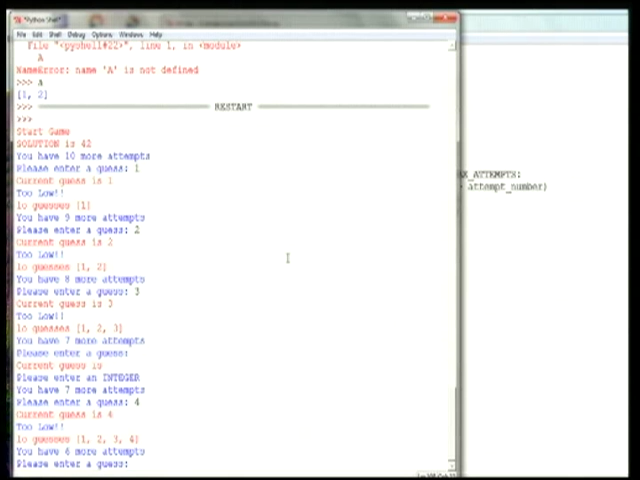 *Python Shell*
File Edit Shell Debug Options Windows Help
File "<pyshell#22>", line 1, in <module>
A
NameError: name 'A' is not defined
>>> a
[1, 2]
>>> RESTART
>>>
Start Game
SOLUTION is 42
You have 10 more attempts
Please enter a guess: 1
Current guess is 1
Too Low!!
lo guesses [1]
You have 9 more attempts
Please enter a guess: 2
Current guess is 2
Too Low!!
lo guesses [1, 2]
You have 8 more attempts
Please enter a guess: 3
Current guess is 3
Too Low!!
lo guesses [1, 2, 3]
You have 7 more attempts
Please enter a guess:
Current guess is
Please enter an INTEGER
You have 7 more attempts
Please enter a guess: 4
Current guess is 4
Too Low!!
lo guesses [1, 2, 3, 4]
You have 6 more attempts
Please enter a guess:
X_ATTEMPTS:
- attempt_number)